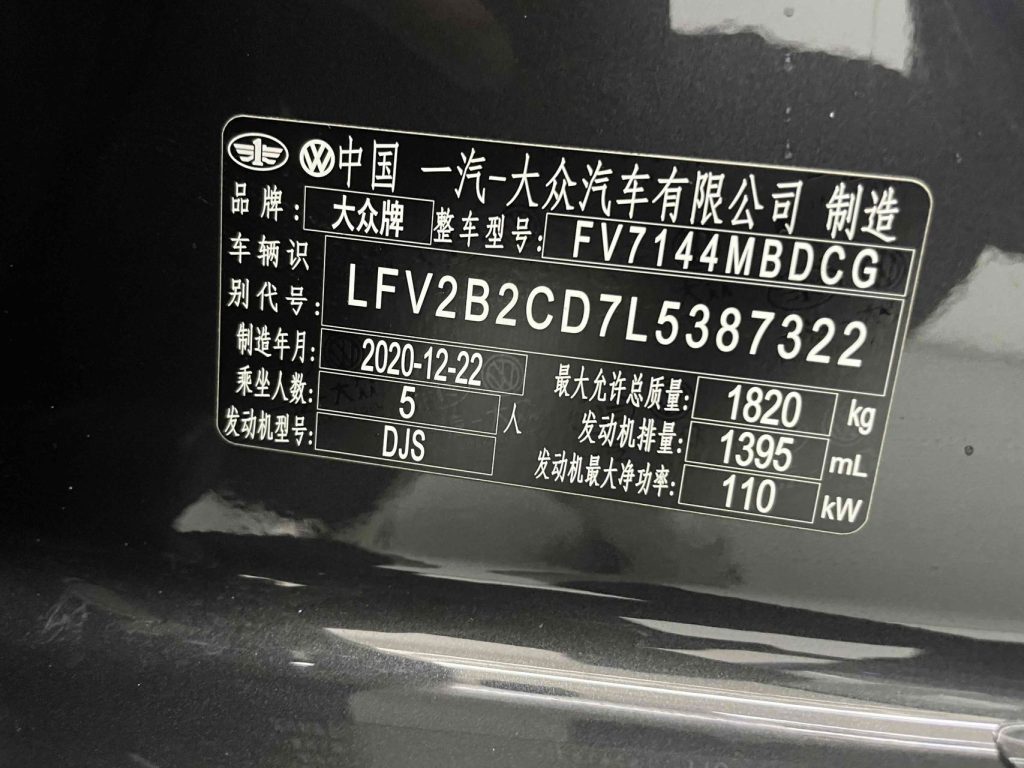 中国 一汽-大众汽车有限公司 制造
品牌: 大众牌 整车型号: FV7144MBDCG
车辆识别代号: LFV2B2CD7L5387322
制造年月: 2020-12-22 最大允许总质量: 1820 kg
乘坐人数: 5 人 发动机排量: 1395 mL
发动机型号: DJS 发动机最大净功率: 110 kW